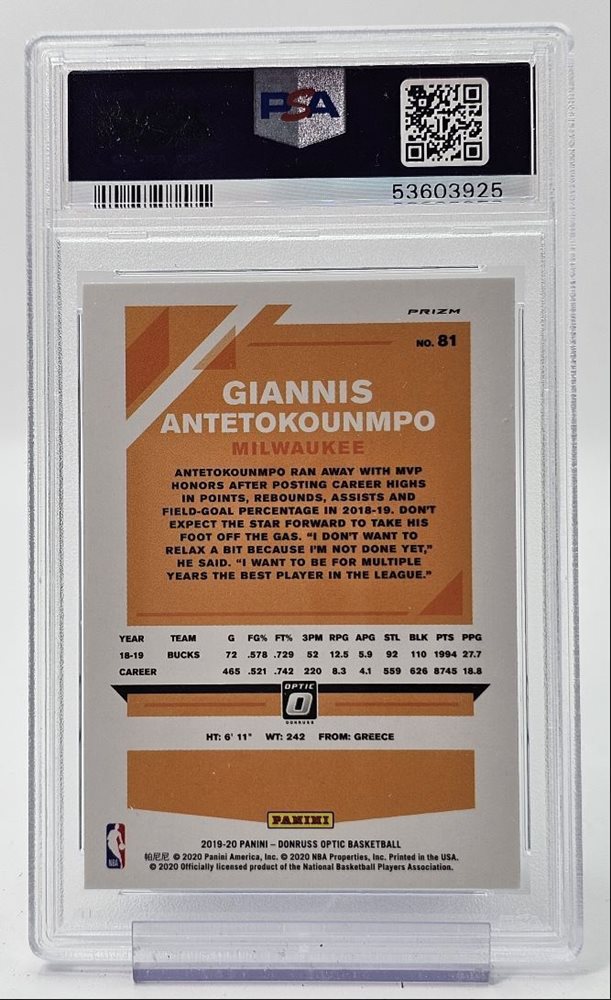 PSA
53603925
PRIZM
NO. 81
GIANNIS
ANTETOKOUNMPO
MILWAUKEE
ANTETOKOUNMPO RAN AWAY WITH MVP
HONORS AFTER POSTING CAREER HIGHS
IN POINTS, REBOUNDS, ASSISTS AND
FIELD-GOAL PERCENTAGE IN 2018-19. DON'T
EXPECT THE STAR FORWARD TO TAKE HIS
FOOT OFF THE GAS. "I DON'T WANT TO
RELAX A BIT BECAUSE I'M NOT DONE YET,"
HE SAID. "I WANT TO BE FOR MULTIPLE
YEARS THE BEST PLAYER IN THE LEAGUE."
YEAR TEAM G FG% FT% 3PM RPG APG STL BLK PTS PPG
18-19 BUCKS 72 .578 .729 52 12.5 5.9 92 110 1994 27.7
CAREER 465 .521 .742 220 8.3 4.1 559 626 8745 18.8
OPTIC
DONRUSS
HT: 6' 11" WT: 242 FROM: GREECE
PANINI
NBA
2019-20 PANINI – DONRUSS OPTIC BASKETBALL
帕尼尼 © 2020 Panini America, Inc. © 2020 NBA Properties, Inc. Printed in the USA.
© 2020 Officially licensed product of the National Basketball Players Association.